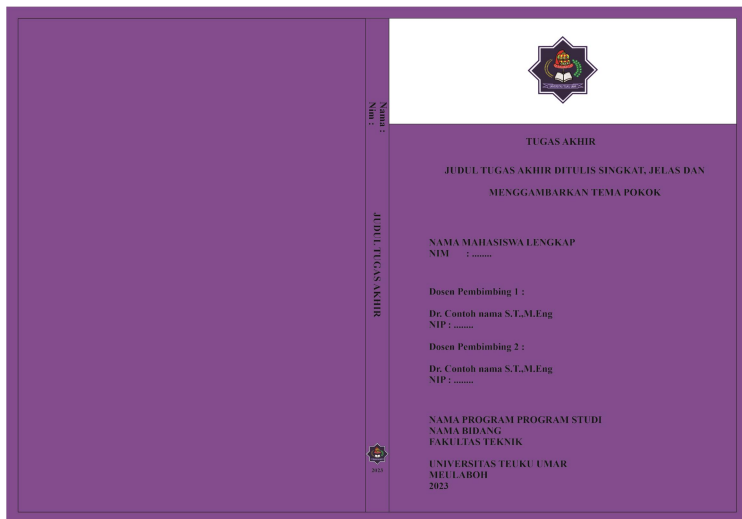 Nama :
Nim :
JUDUL TUGAS AKHIR
2023
TUGAS AKHIR
JUDUL TUGAS AKHIR DITULIS SINGKAT, JELAS DAN
MENGGAMBARKAN TEMA POKOK
NAMA MAHASISWA LENGKAP
NIM : ........
Dosen Pembimbing 1 :
Dr. Contoh nama S.T.,M.Eng
NIP : ........
Dosen Pembimbing 2 :
Dr. Contoh nama S.T.,M.Eng
NIP : ........
NAMA PROGRAM PROGRAM STUDI
NAMA BIDANG
FAKULTAS TEKNIK
UNIVERSITAS TEUKU UMAR
MEULABOH
2023